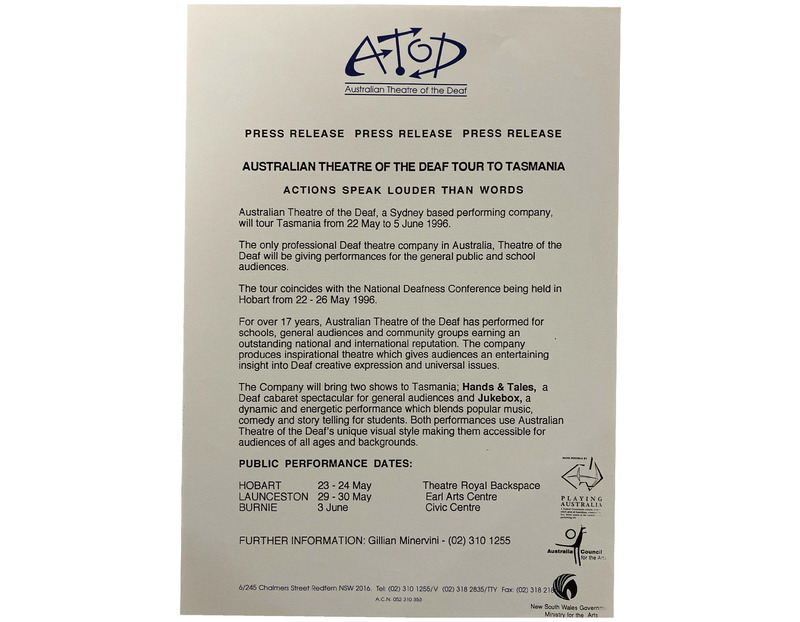 ATOD
Australian Theatre of the Deaf
PRESS RELEASE PRESS RELEASE PRESS RELEASE
AUSTRALIAN THEATRE OF THE DEAF TOUR TO TASMANIA
ACTIONS SPEAK LOUDER THAN WORDS
Australian Theatre of the Deaf, a Sydney based performing company,
will tour Tasmania from 22 May to 5 June 1996.
The only professional Deaf theatre company in Australia, Theatre of the
Deaf will be giving performances for the general public and school
audiences.
The tour coincides with the National Deafness Conference being held in
Hobart from 22 - 26 May 1996.
For over 17 years, Australian Theatre of the Deaf has performed for
schools, general audiences and community groups earning an
outstanding national and international reputation. The company
produces inspirational theatre which gives audiences an entertaining
insight into Deaf creative expression and universal issues.
The Company will bring two shows to Tasmania; Hands & Tales, a
Deaf cabaret spectacular for general audiences and Jukebox, a
dynamic and energetic performance which blends popular music,
comedy and story telling for students. Both performances use Australian
Theatre of the Deaf's unique visual style making them accessible for
audiences of all ages and backgrounds.
PUBLIC PERFORMANCE DATES:
HOBART 23 - 24 May Theatre Royal Backspace
LAUNCESTON 29 - 30 May Earl Arts Centre
BURNIE 3 June Civic Centre
FURTHER INFORMATION: Gillian Minervini - (02) 310 1255
MADE POSSIBLE BY
PLAYING
AUSTRALIA
Australia Council
for the Arts
6/245 Chalmers Street Redfern NSW 2016. Tel: (02) 310 1255/V (02) 318 2835/TTY Fax: (02) 318 218
A.C.N. 052 310 353
New South Wales Governm
Ministry for the Arts